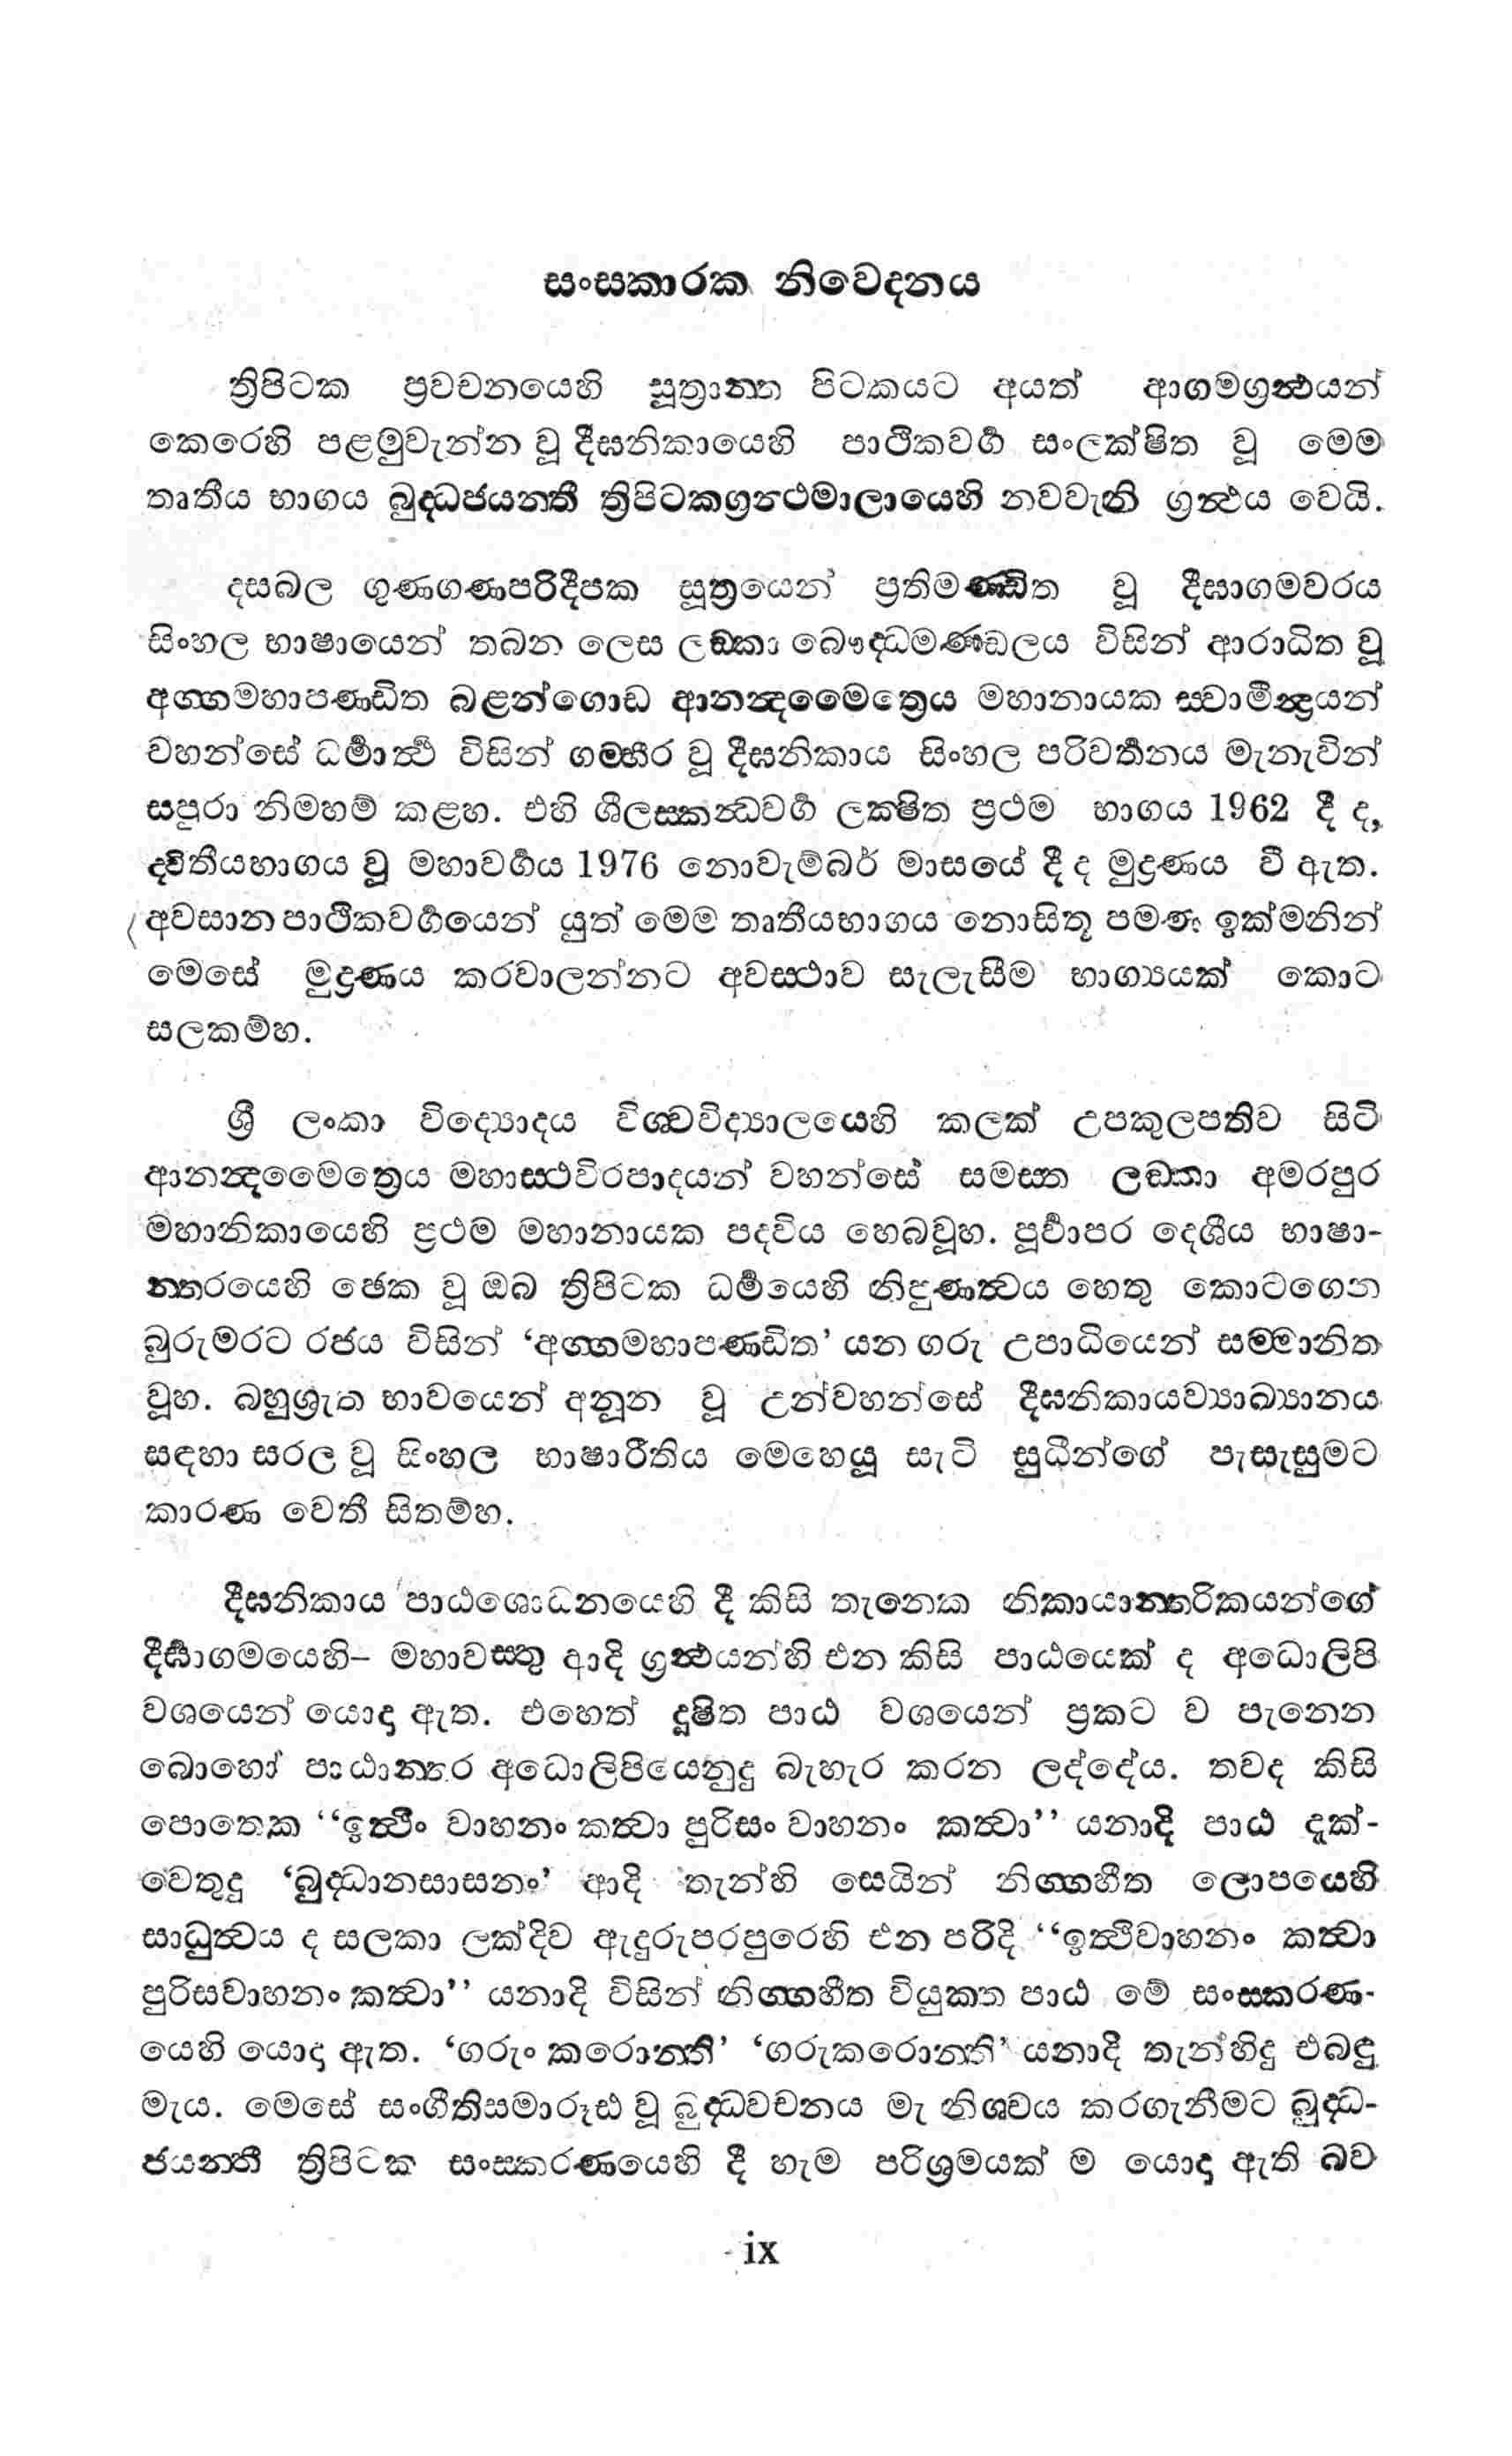 සංස්කාරක නිවේදනය
ත්‍රිපිටක ප්‍රවචනයෙහි සූත්‍රාන්ත පිටකයට අයත් ආගමග්‍රන්‍ථයන්
කෙරෙහි පළමුවැන්න වූ දීඝනිකායෙහි පාථිකවර්‍ග සංලක්ෂිත වූ මෙම
තෘතීය භාගය බුද්ධජයන්තී ත්‍රිපිටකග්‍රන්ථමාලායෙහි නවවැනි ග්‍රන්‍ථය වෙයි.
දසබල ගුණගණපරිදීපක සූත්‍රයෙන් ප්‍රතිමණ්ඩිත වූ දීඝාගමවරය
සිංහල භාෂායෙන් තබන ලෙස ලඞ්කා බෞද්ධමණ්ඩලය විසින් ආරාධිත වූ
අග්ගමහාපණ්ඩිත බළන්ගොඩ ආනන්‍දමෛත්‍රෙය මහානායක ස්වාමීන්‍ද්‍රයන්
වහන්සේ ධර්‍මාර්‍ත්‍ථ විසින් ගම්භීර වූ දීඝනිකාය සිංහල පරිවර්‍තනය මැනැවින්
සපුරා නිමහම් කළහ. එහි ශීලස්කන්‍ධවර්‍ග ලක්‍ෂිත ප්‍රථම භාගය 1962 දී ද,
ද්විතීයභාගය වූ මහාවර්‍ගය 1976 නොවැම්බර් මාසයේ දී ද මුද්‍රණය වී ඇත.
අවසාන පාථිකවර්‍ගයෙන් යුත් මෙම තෘතීයභාගය නොසිතූ පමණ ඉක්මනින්
මෙසේ මුද්‍රණය කරවාලන්නට අවස්ථාව සැලැසීම භාග්‍යයක් කොට
සලකම්හ.
ශ්‍රී ලංකා විද්‍යොදය විශ්වවිද්‍යාලයෙහි කලක් උපකුලපතිව සිටි
ආනන්‍දමෛත්‍රෙය මහාස්ථවිරපාදයන් වහන්සේ සමස්ත ලඞ්කා අමරපුර
මහානිකායෙහි ප්‍රථම මහානායක පදවිය හෙබවූහ. පූර්‍වාපර දෙශීය භාෂා-
න්තරයෙහි ඡෙක වූ ඔබ ත්‍රිපිටක ධර්‍මයෙහි නිපුණත්‍වය හෙතු කොටගෙන
බුරුමරට රජය විසින් ‘අග්ගමහාපණ්ඩිත’ යන ගරු උපාධියෙන් සම්මානිත
වූහ. බහුශ්‍රැත භාවයෙන් අනූන වූ උන්වහන්සේ දීඝනිකායව්‍යාඛ්‍යානය
සඳහා සරල වූ සිංහල භාෂාරීතිය මෙහෙයූ සැටි සුධීන්ගේ පැසැසුමට
කාරණ වෙතී සිතම්හ.
දීඝනිකාය පාඨශොධනයෙහි දී කිසි තැනෙක නිකායාන්තරිකයන්ගේ
දීර්‍ඝාගමයෙහි– මහාවස්තු ආදි ග්‍රන්‍ථයන්හි එන කිසි පාඨයෙක් ද අධොලිපි
වශයෙන් යොදා ඇත. එහෙත් දූෂිත පාඨ වශයෙන් ප්‍රකට ව පැනෙන
බොහෝ පාඨාන්තර අධොලිපියෙනුදු බැහැර කරන ලද්දේය. තවද කිසි
පොතෙක “ඉත්‍ථිං වාහනං කත්‍වා පුරිසං වාහනං කත්‍වා” යනාදි පාඨ දැක්-
වෙතුදු ‘බුද්ධානසාසනං’ ආදි තැන්හි සෙයින් නිග්ගහීත ලොපයෙහි
සාධුත්‍වය ද සලකා ලක්දිව ඇදුරුපරපුරෙහි එන පරිදි “ඉත්‍ථිවාහනං කත්‍වා
පුරිසවාහනං කත්‍වා” යනාදි විසින් නිග්ගහීත වියුක්ත පාඨ මේ සංස්කරණ-
යෙහි යොදා ඇත. ‘ගරුං කරොන්ති’ ‘ගරුකරොන්ති’ යනාදී තැන්හිදු එබඳු
මැය. මෙසේ සංගීතිසමාරූඪ වූ බුද්ධවචනය මැ නිශ්චය කරගැනීමට බුද්ධ-
ජයන්තී ත්‍රිපිටක සංස්කරණයෙහි දී හැම පරිශ්‍රමයක් ම යොදා ඇති බව
ix